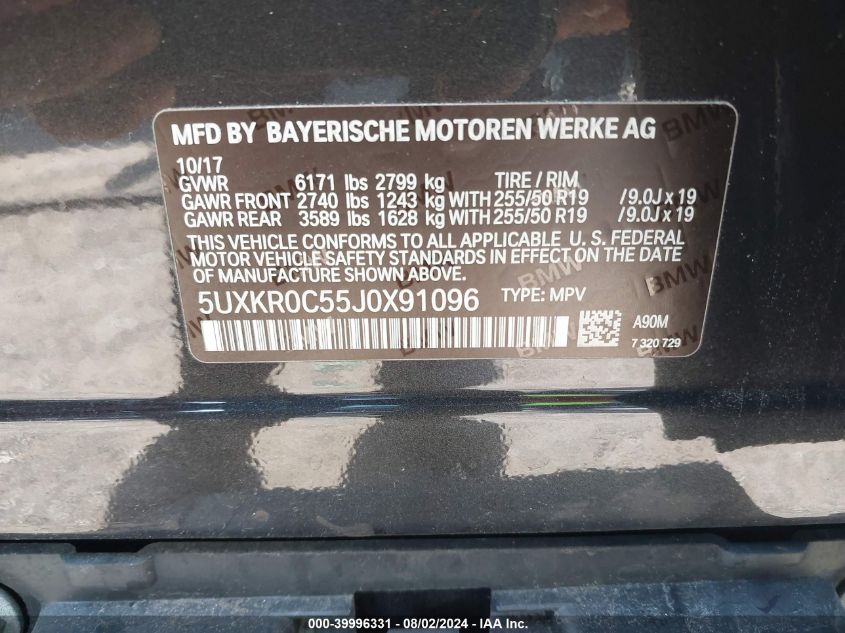 MFD BY BAYERISCHE MOTOREN WERKE AG
10/17
GVWR 6171 lbs 2799 kg TIRE / RIM
GAWR FRONT 2740 lbs 1243 kg WITH 255/50 R19 / 9.0J x 19
GAWR REAR 3589 lbs 1628 kg WITH 255/50 R19 / 9.0J x 19
THIS VEHICLE CONFORMS TO ALL APPLICABLE U. S. FEDERAL
MOTOR VEHICLE SAFETY STANDARDS IN EFFECT ON THE DATE
OF MANUFACTURE SHOWN ABOVE.
5UXKR0C55J0X91096 TYPE: MPV
A90M
7 320 729
000-39996331 - 08/02/2024 - IAA Inc.